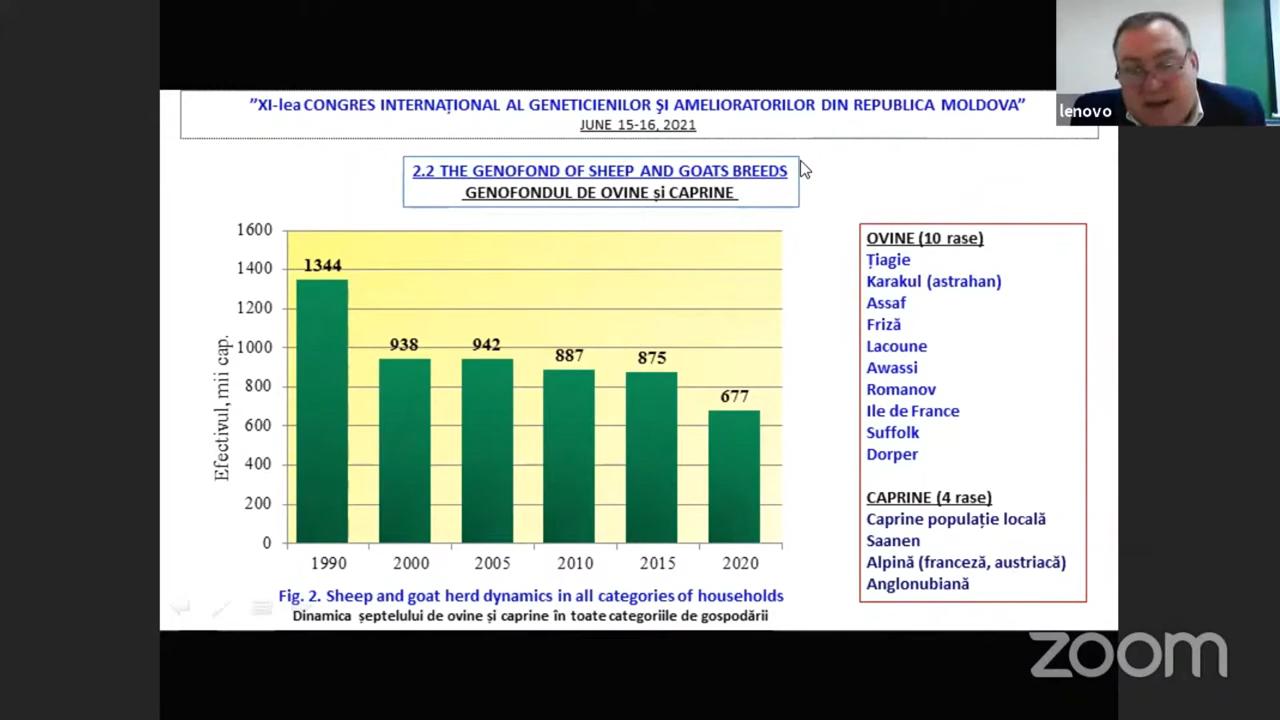 "XI-lea CONGRES INTERNAȚIONAL AL GENETICIENILOR ȘI AMELIORATORILOR DIN REPUBLICA MOLDOVA"
JUNE 15-16, 2021
lenovo
2.2 THE GENOFOND OF SHEEP AND GOATS BREEDS
GENOFONDUL DE OVINE și CAPRINE
Efectivul, mii cap.
1600
1400
1200
1000
800
600
400
200
0
1344
938
942
887
875
677
1990 2000 2005 2010 2015 2020
Fig. 2. Sheep and goat herd dynamics in all categories of households
Dinamica șeptelului de ovine și caprine în toate categoriile de gospodării
OVINE (10 rase)
Țiagie
Karakul (astrahan)
Assaf
Friză
Lacoune
Awassi
Romanov
Ile de France
Suffolk
Dorper
CAPRINE (4 rase)
Caprine populație locală
Saanen
Alpină (franceză, austriacă)
Anglonubiană
zoom